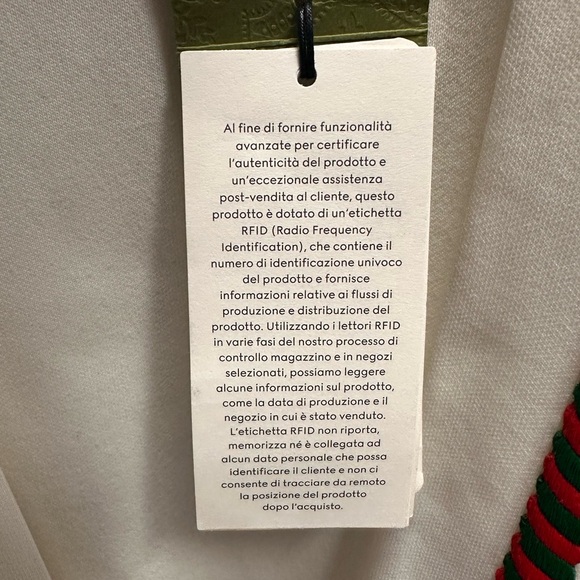 Al fine di fornire funzionalità
avanzate per certificare
l'autenticità del prodotto e
un'eccezionale assistenza
post-vendita al cliente, questo
prodotto è dotato di un'etichetta
RFID (Radio Frequency
Identification), che contiene il
numero di identificazione univoco
del prodotto e fornisce
informazioni relative ai flussi di
produzione e distribuzione del
prodotto. Utilizzando i lettori RFID
in varie fasi del nostro processo di
controllo magazzino e in negozi
selezionati, possiamo leggere
alcune informazioni sul prodotto,
come la data di produzione e il
negozio in cui è stato venduto.
L'etichetta RFID non riporta,
memorizza né è collegata ad
alcun dato personale che possa
identificare il cliente e non ci
consente di tracciare da remoto
la posizione del prodotto
dopo l'acquisto.